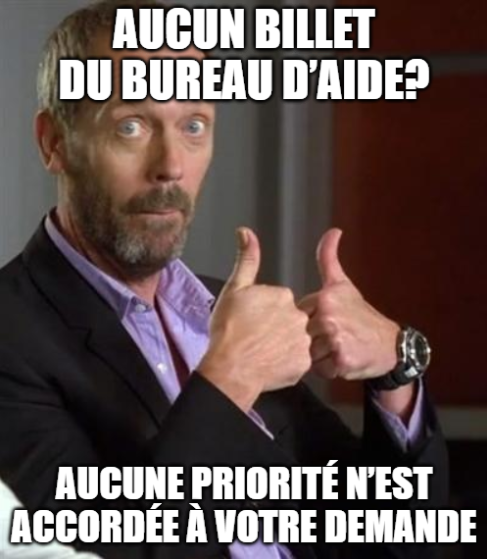 AUCUN BILLET
DU BUREAU D’AIDE?
AUCUNE PRIORITÉ N’EST
ACCORDÉE À VOTRE DEMANDE